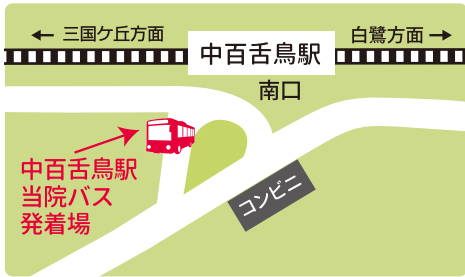 ← 三国ケ丘方面
白鷺方面 →
中百舌鳥駅
南口
中百舌鳥駅
当院バス
発着場
コンビニ